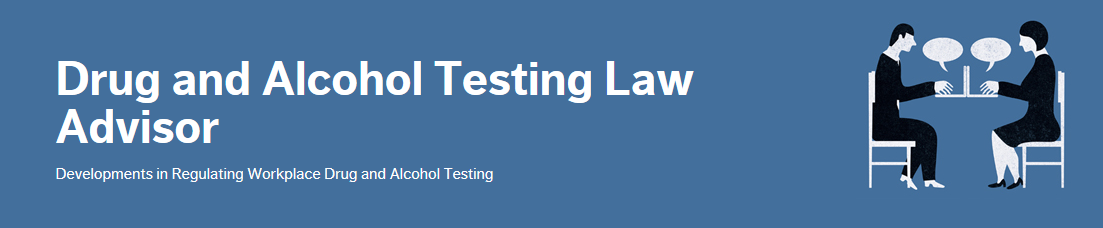 Drug and Alcohol Testing Law
Advisor
Developments in Regulating Workplace Drug and Alcohol Testing